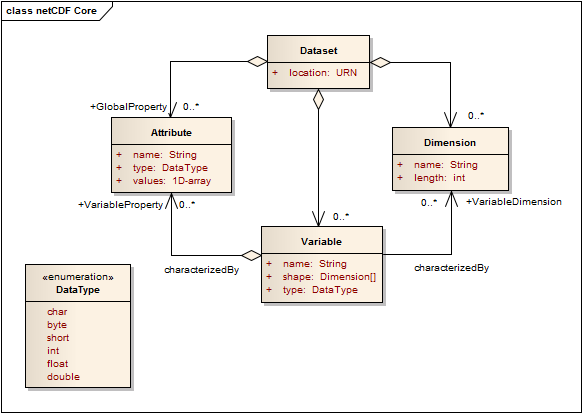 class netCDF Core
Dataset
+ location: URN
+GlobalProperty
0..*
0..*
Attribute
+ name: String
+ type: DataType
+ values: 1D-array
Dimension
+ name: String
+ length: int
+VariableProperty
0..*
0..*
+VariableDimension
0..*
Variable
+ name: String
+ shape: Dimension[]
+ type: DataType
characterizedBy
characterizedBy
«enumeration»
DataType
char
byte
short
int
float
double